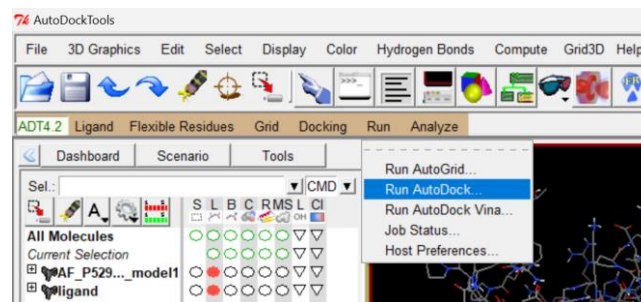 AutoDockTools
File 3D Graphics Edit Select Display Color Hydrogen Bonds Compute Grid3D Help
ADT4.2 Ligand Flexible Residues Grid Docking Run Analyze
Dashboard Scenario Tools
Sel.: CMD
S L B C R MS L Cl
All Molecules
Current Selection
AF_P529..._model1
ligand
Run AutoGrid...
Run AutoDock...
Run AutoDock Vina...
Job Status...
Host Preferences...